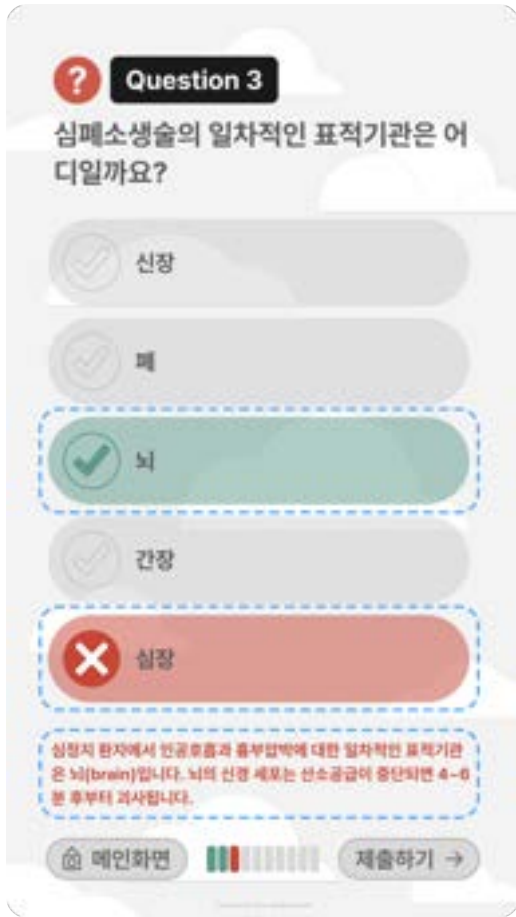 ?
Question 3
심폐소생술의 일차적인 표적기관은 어
디일까요?
신장
폐
뇌
간장
심장
심정지 환자에서 인공호흡과 흉부압박에 대한 일차적인 표적기관
은 뇌(brain)입니다. 뇌의 신경 세포는 산소공급이 중단되면 4~6
분 후부터 괴사됩니다.
메인화면
제출하기 →